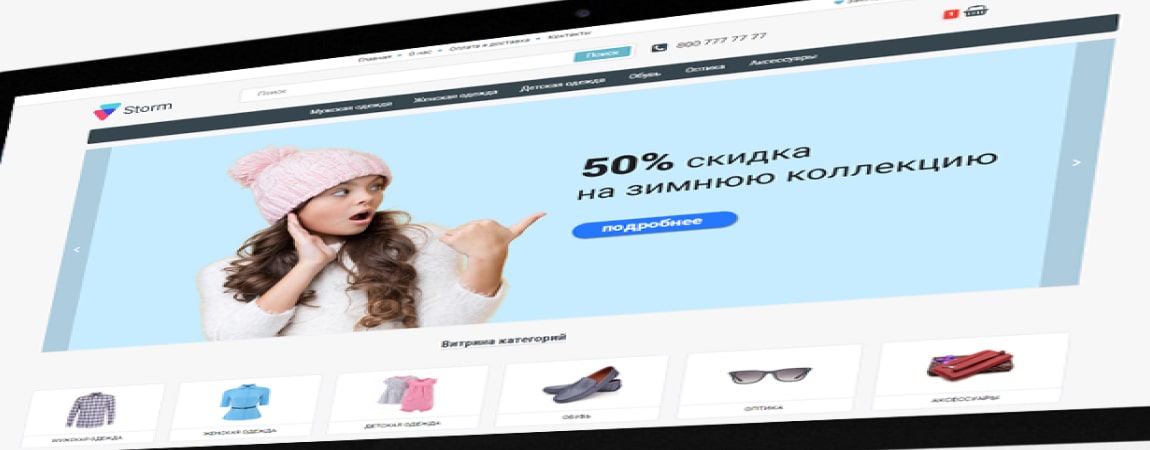 Главная • О нас • Оплата и доставка • Контакты
Storm
Поиск
Поиск
800 777 77 77
1
Мужская одежда Женская одежда Детская одежда Обувь Оптика Аксессуары
50% скидка
на зимнюю коллекцию
подробнее
Витрина категорий
МУЖСКАЯ ОДЕЖДА
ЖЕНСКАЯ ОДЕЖДА
ДЕТСКАЯ ОДЕЖДА
ОБУВЬ
ОПТИКА
АКСЕССУАРЫ